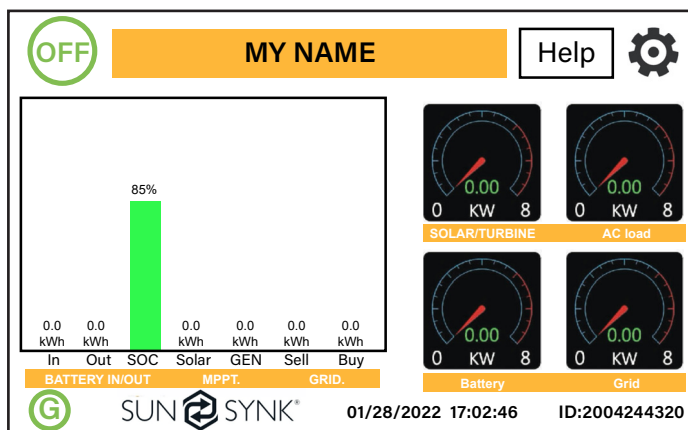 OFF
MY NAME
Help
85%
0.0 0.0 0.0 0.0 0.0 0.0
kWh kWh kWh kWh kWh kWh
In Out SOC Solar GEN Sell Buy
BATTERY IN/OUT MPPT. GRID.
0.00 0.00
0 KW 8 0 KW 8
SOLAR/TURBINE AC load
0.00 0.00
0 KW 8 0 KW 8
Battery Grid
G
SUN SYNK®
01/28/2022 17:02:46 ID:2004244320